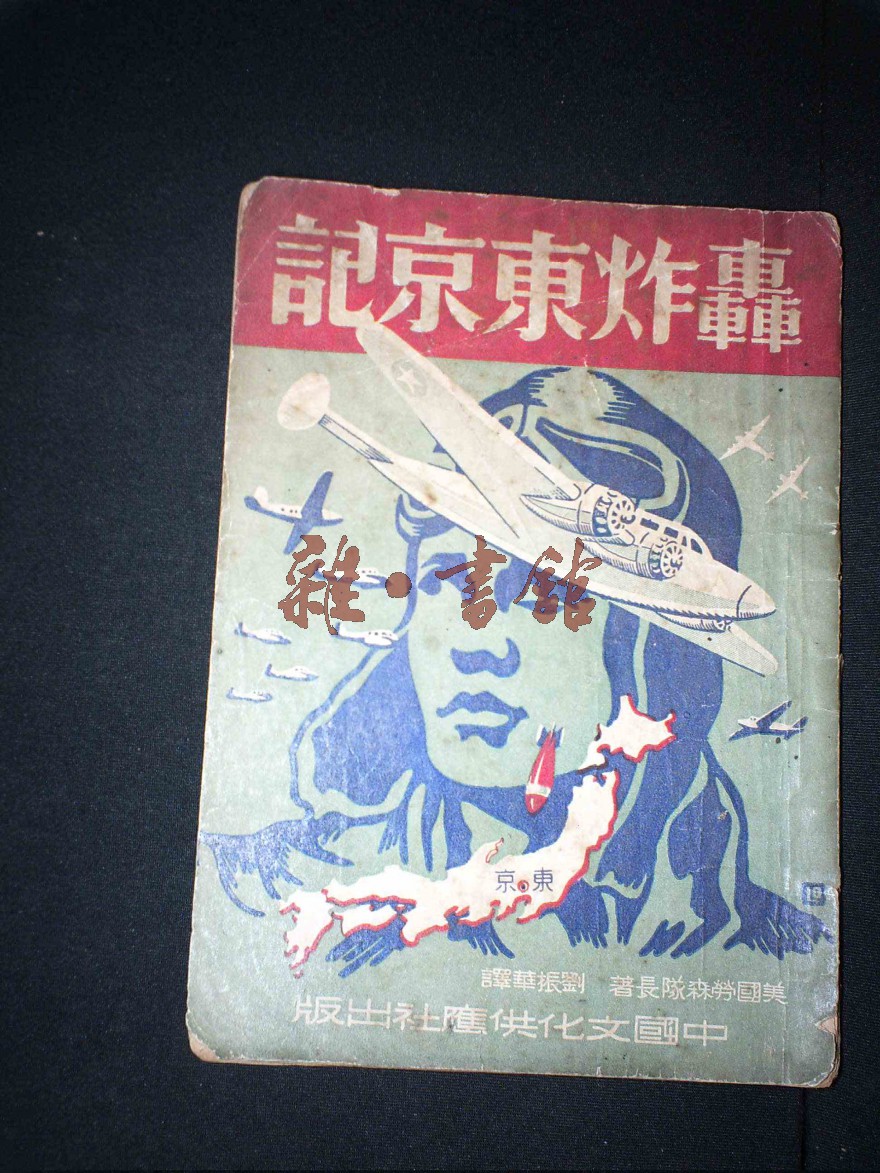 轟炸東京記
雜·書館
東京
美國勞森隊長著 劉振華譯
中國文化供應社出版